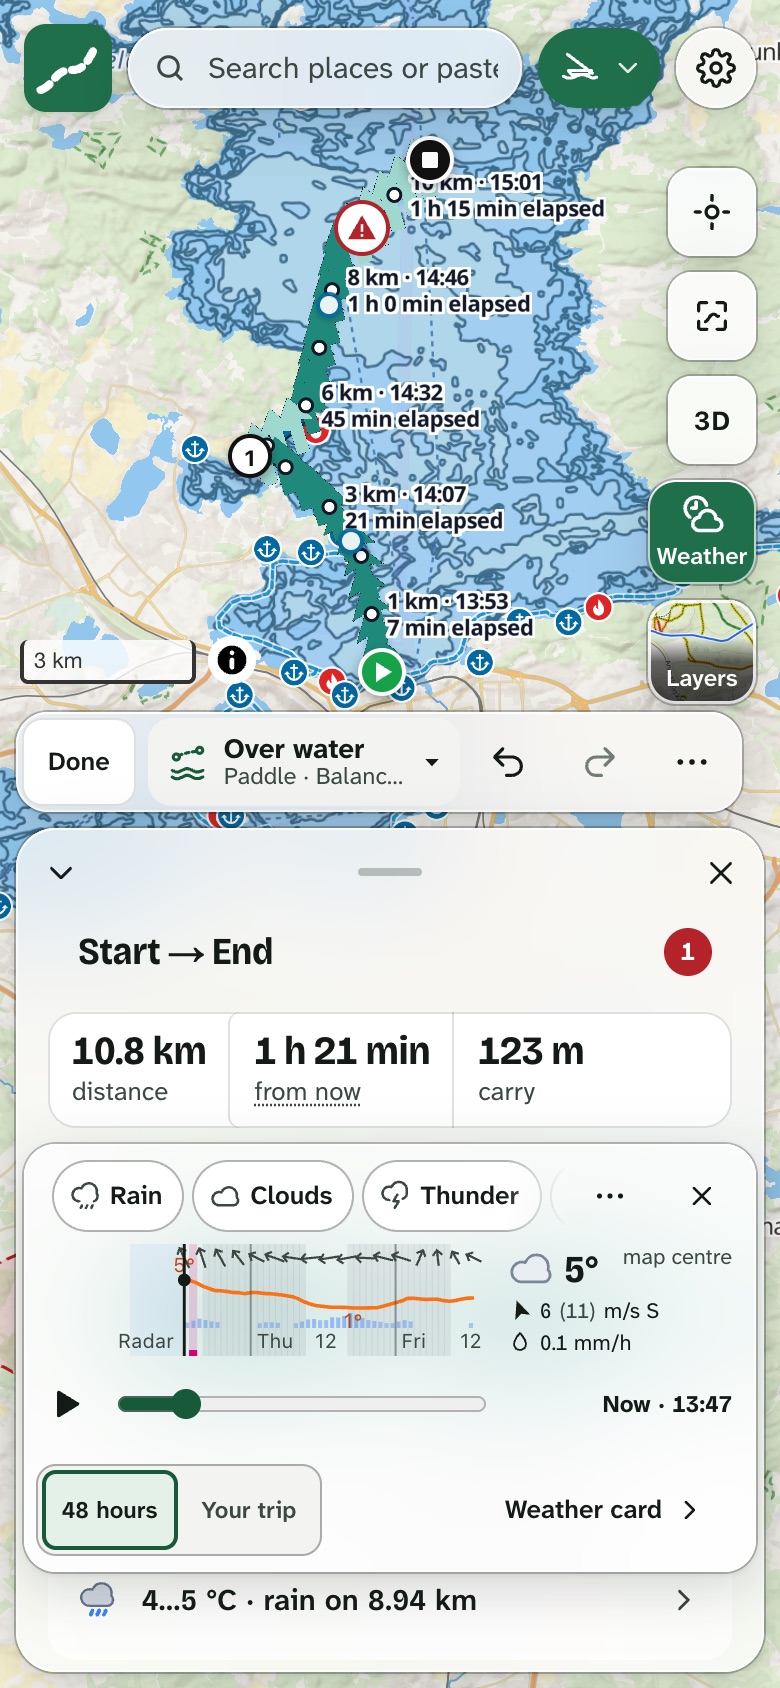 Search places or paste
10 km · 15:01
1 h 15 min elapsed
8 km · 14:46
1 h 0 min elapsed
6 km · 14:32
45 min elapsed
1
3 km · 14:07
21 min elapsed
1 km · 13:53
7 min elapsed
3D
Weather
Layers
3 km
Done
Over water
Paddle · Balanc...
Start → End
1
10.8 km
distance
1 h 21 min
from now
123 m
carry
Rain
Clouds
Thunder
5°
1°
Radar
Thu
12
Fri
12
5°
map centre
6 (11) m/s S
0.1 mm/h
Now · 13:47
48 hours
Your trip
Weather card
4...5 °C · rain on 8.94 km